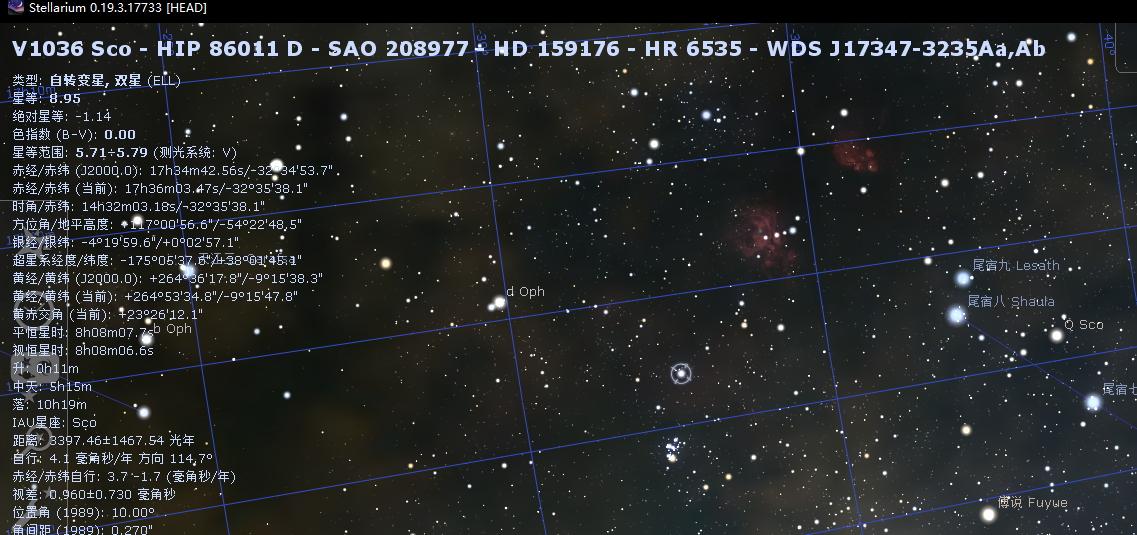 Stellarium 0.19.3.17733 [HEAD]
V1036 Sco - HIP 86011 D - SAO 208977 - HD 159176 - HR 6535 - WDS J17347-3235Aa,Ab
类型: 自转变星, 双星 (ELL)
星等: 8.95
绝对星等: -1.14
色指数 (B-V): 0.00
星等范围: 5.71÷5.79 (测光系统: V)
赤经/赤纬 (J2000.0): 17h34m42.56s/-32°34'53.7"
赤经/赤纬 (当前): 17h36m03.47s/-32°35'38.1"
时角/赤纬: 14h32m03.18s/-32°35'38.1"
方位角/地平高度: +117°00'56.6"/-54°22'48.5"
银经/银纬: -4°19'59.6"/+0°02'57.1"
超星系经度/纬度: -175°05'37.6"/+38°01'45.1"
黄经/黄纬 (J2000.0): +264°36'17.8"/-9°15'38.3"
黄经/黄纬 (当前): +264°53'34.8"/-9°15'47.8"
黄赤交角 (当前): +23°26'12.1"
平恒星时: 8h08m07.7s
视恒星时: 8h08m06.6s
升: 0h11m
中天: 5h15m
落: 10h19m
IAU星座: Sco
距离: 3397.46±1467.54 光年
自行: 4.1 毫角秒/年 方向 114.7°
赤经/赤纬自行: 3.7 -1.7 (毫角秒/年)
视差: 0.960±0.730 毫角秒
位置角 (1989): 10.00°
角间距 (1989): 0.270"
尾宿九 Lesath
尾宿八 Shaula
d Oph
b Oph
Q Sco
尾宿七
傅说 Fuyue
-40°